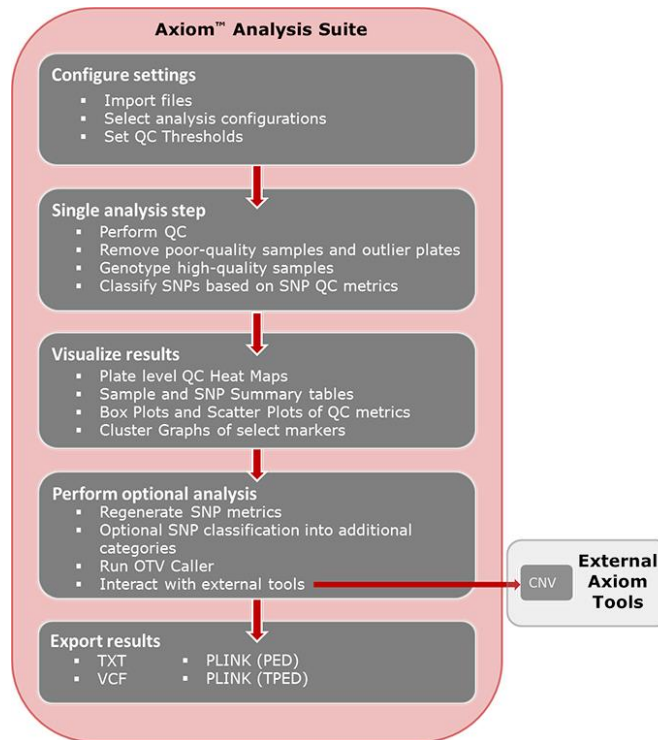 Axiom™ Analysis Suite
Configure settings
▪ Import files
▪ Select analysis configurations
▪ Set QC Thresholds
Single analysis step
▪ Perform QC
▪ Remove poor-quality samples and outlier plates
▪ Genotype high-quality samples
▪ Classify SNPs based on SNP QC metrics
Visualize results
▪ Plate level QC Heat Maps
▪ Sample and SNP Summary tables
▪ Box Plots and Scatter Plots of QC metrics
▪ Cluster Graphs of select markers
Perform optional analysis
▪ Regenerate SNP metrics
▪ Optional SNP classification into additional
categories
▪ Run OTV Caller
▪ Interact with external tools
CNV
External
Axiom
Tools
Export results
▪ TXT ▪ PLINK (PED)
▪ VCF ▪ PLINK (TPED)